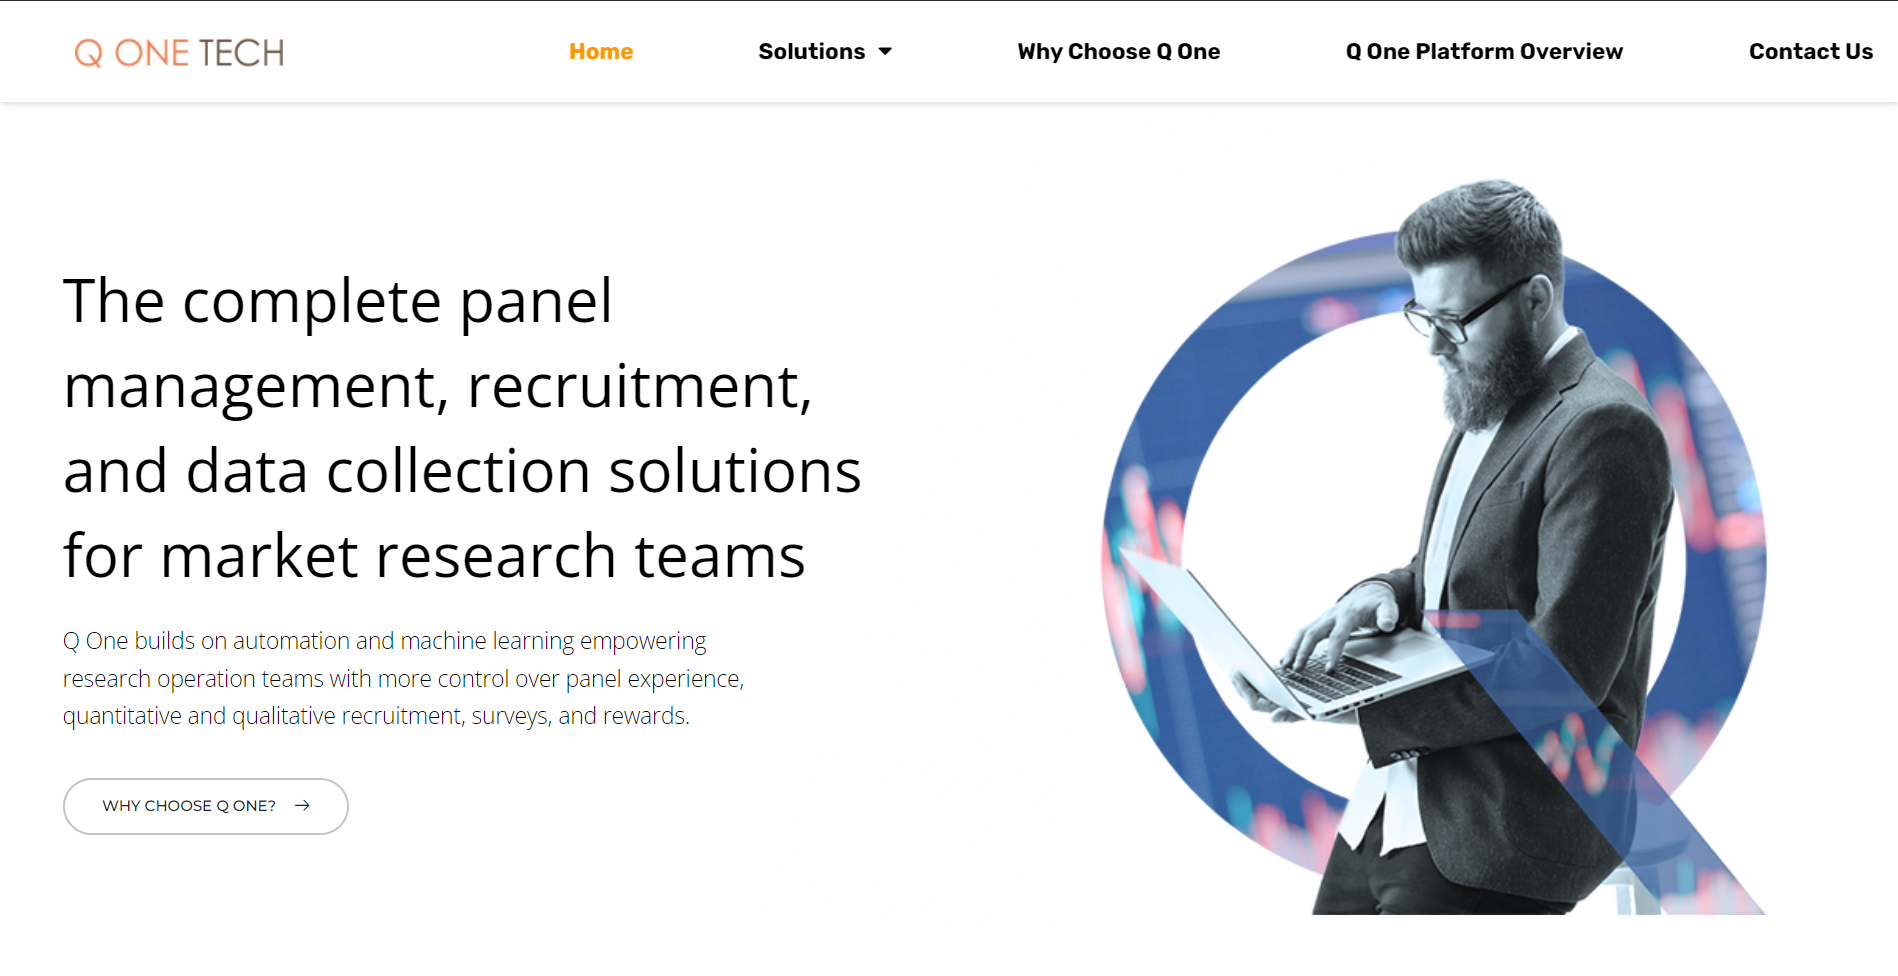 Q ONE TECH
Home
Solutions
Why Choose Q One
Q One Platform Overview
Contact Us
The complete panel
management, recruitment,
and data collection solutions
for market research teams
Q One builds on automation and machine learning empowering
research operation teams with more control over panel experience,
quantitative and qualitative recruitment, surveys, and rewards.
WHY CHOOSE Q ONE? →